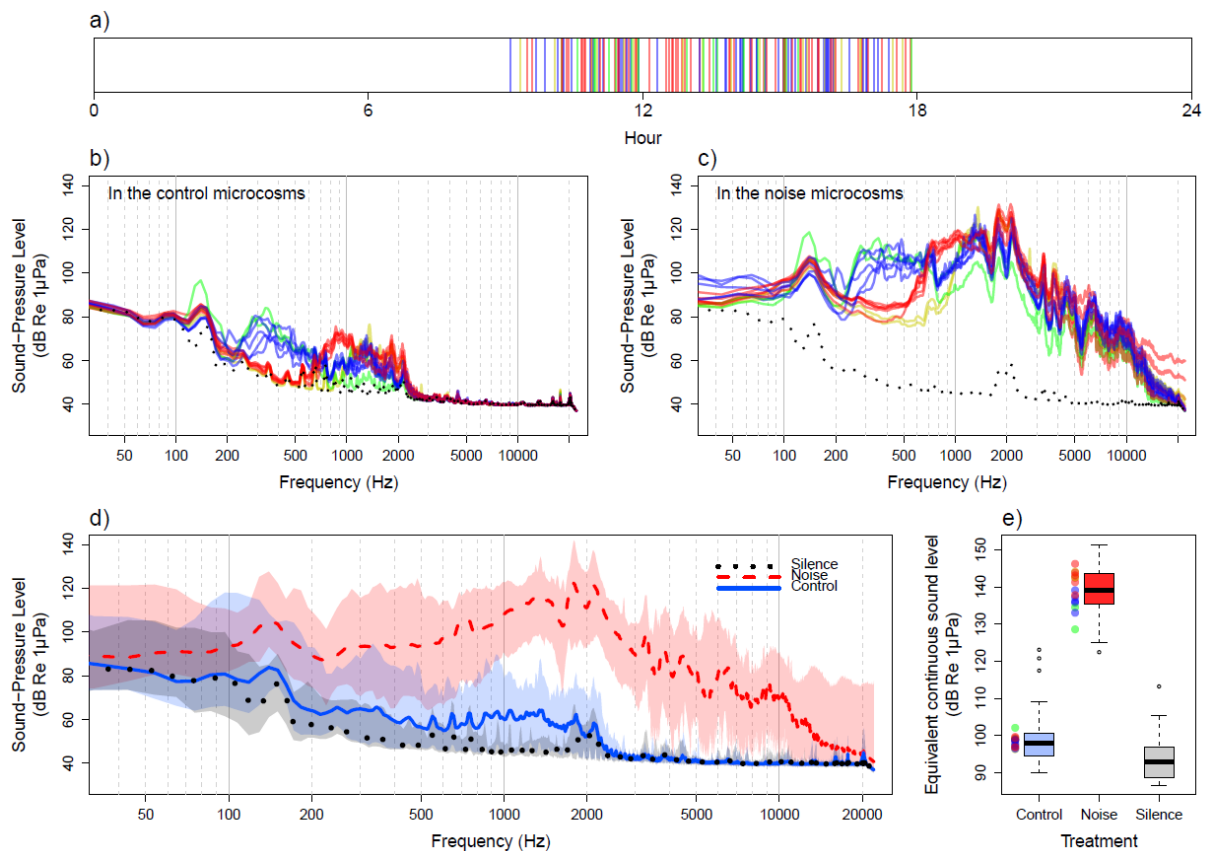 a)
0 6 12 18 24
Hour
b)
In the control microcosms
Sound−Pressure Level
(dB Re 1µPa)
140
120
100
80
60
40
50 100 200 500 1000 2000 5000 10000
Frequency (Hz)
c)
In the noise microcosms
Sound−Pressure Level
(dB Re 1µPa)
140
120
100
80
60
40
50 100 200 500 1000 2000 5000 10000
Frequency (Hz)
d)
Sound−Pressure Level
(dB Re 1µPa)
140
120
100
80
60
40
Silence
Noise
Control
50 100 200 500 1000 2000 5000 10000 20000
Frequency (Hz)
e)
Equivalent continuous sound level
(dB Re 1µPa)
150
140
130
120
110
100
90
Control Noise Silence
Treatment